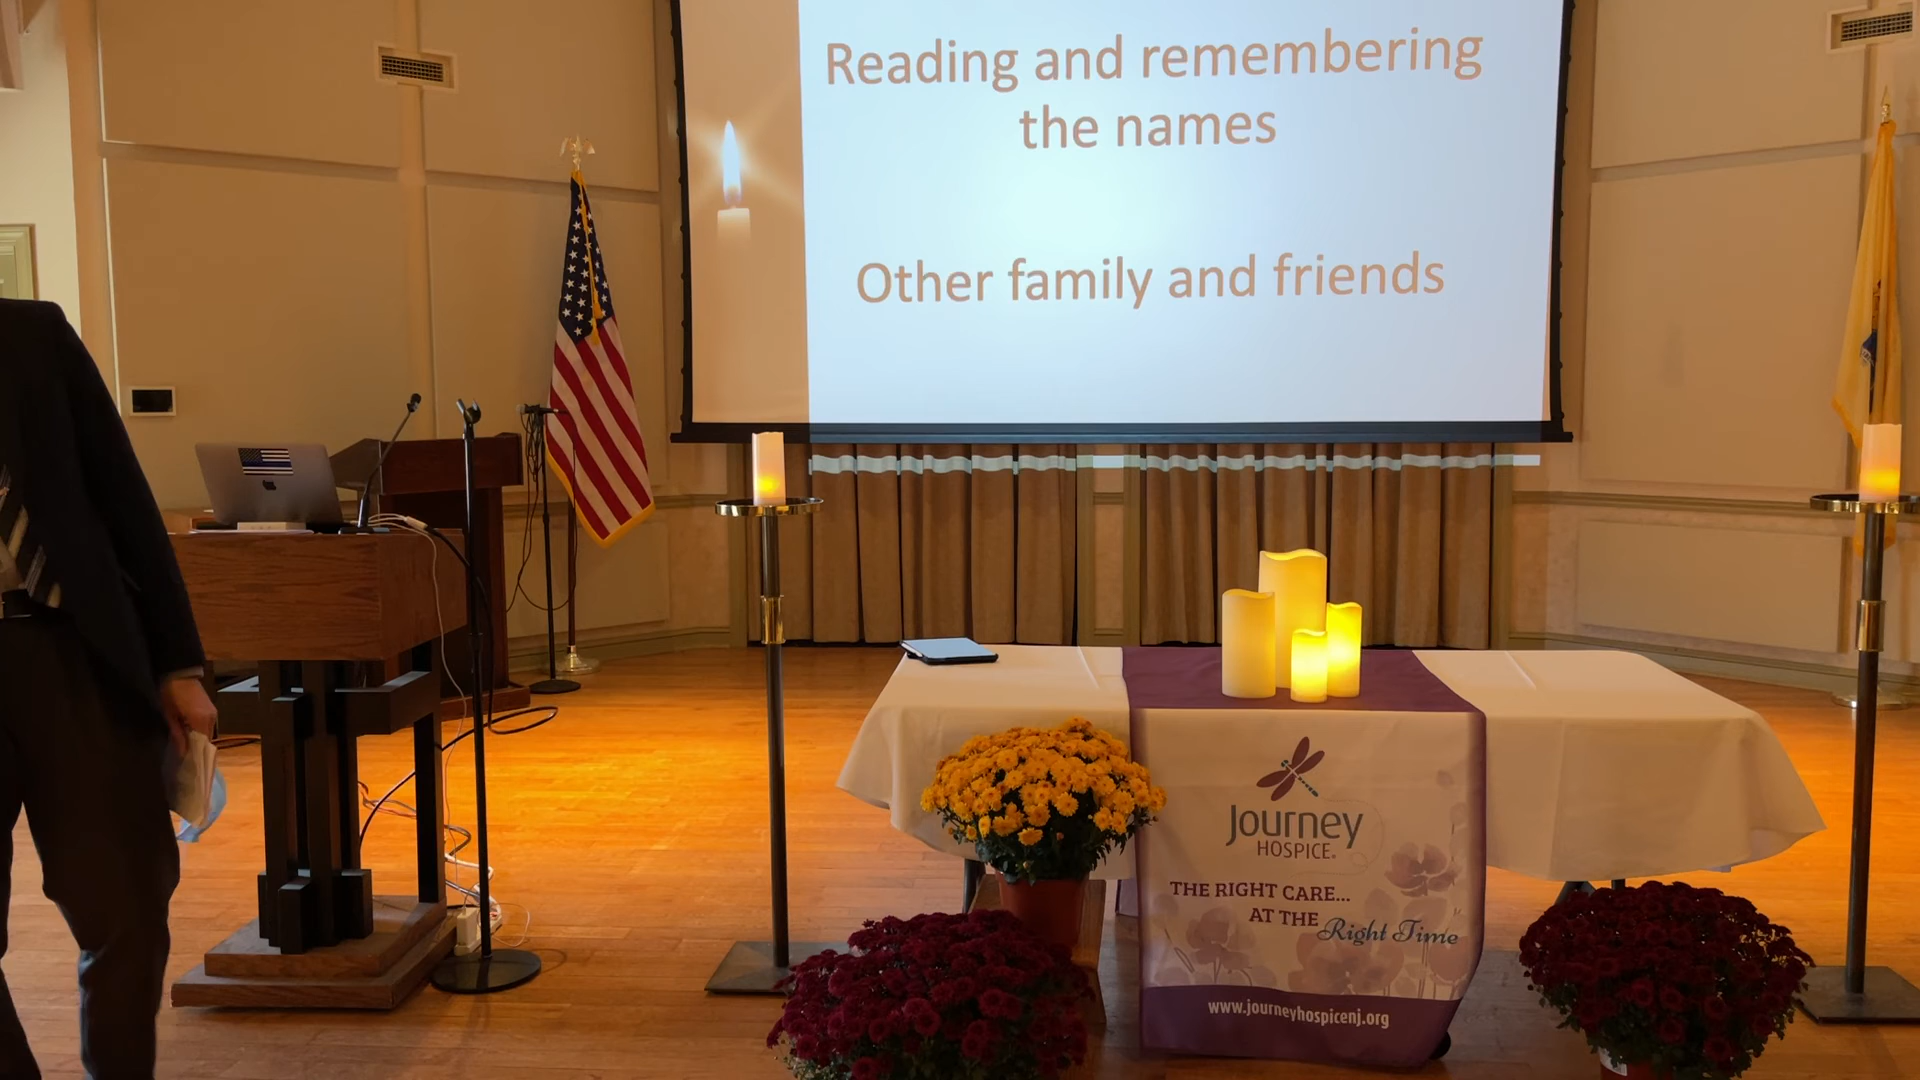 Reading and remembering
the names
Other family and friends
Journey
HOSPICE
THE RIGHT CARE...
AT THE Right Time
www.journeyhospicenj.org